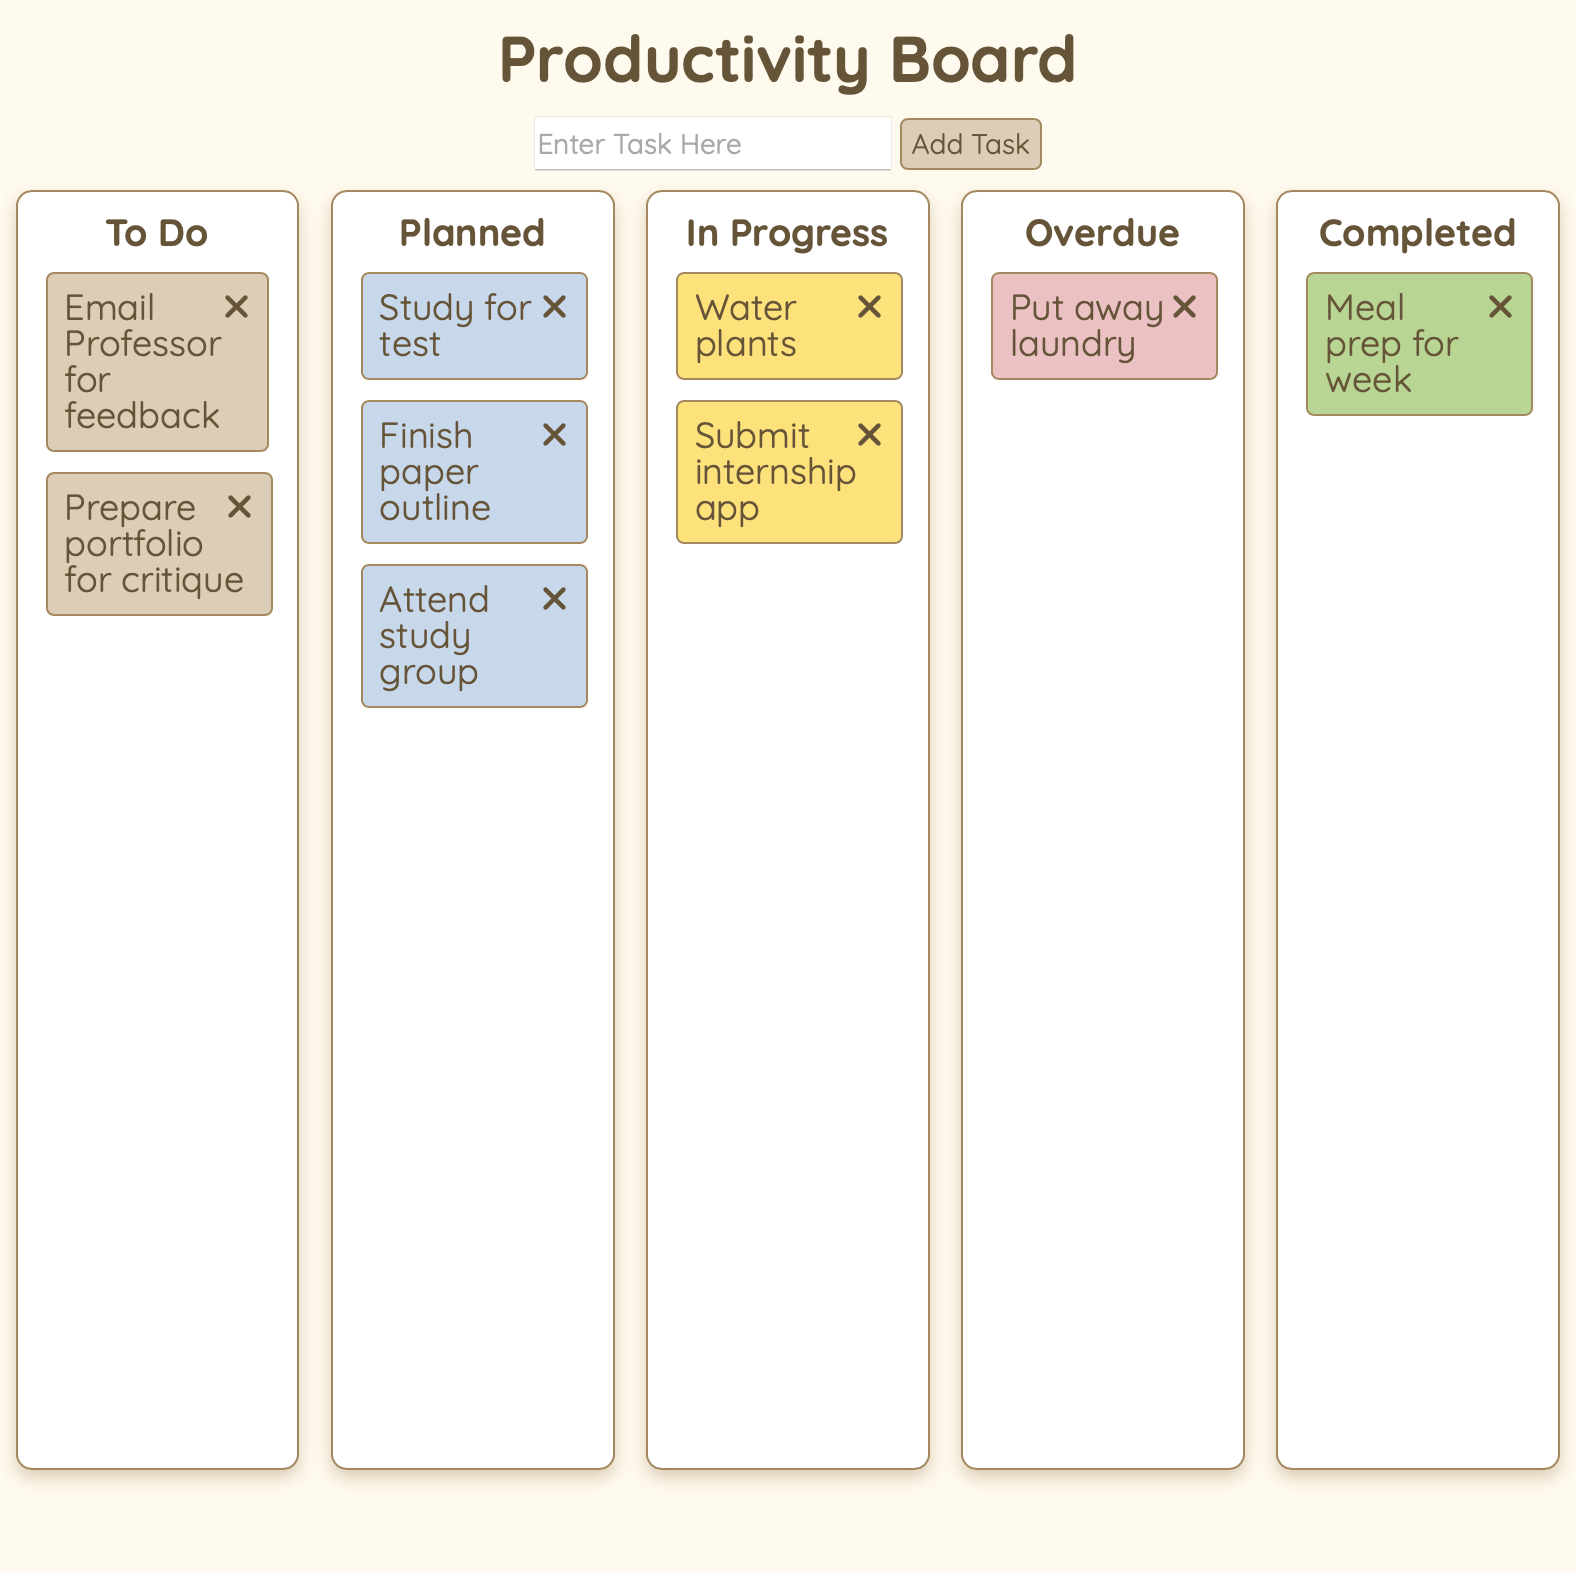 Productivity Board
Enter Task Here
Add Task
To Do
Email
Professor
for
feedback
Prepare
portfolio
for critique
Planned
Study for
test
Finish
paper
outline
Attend
study
group
In Progress
Water
plants
Submit
internship
app
Overdue
Put away
laundry
Completed
Meal
prep for
week